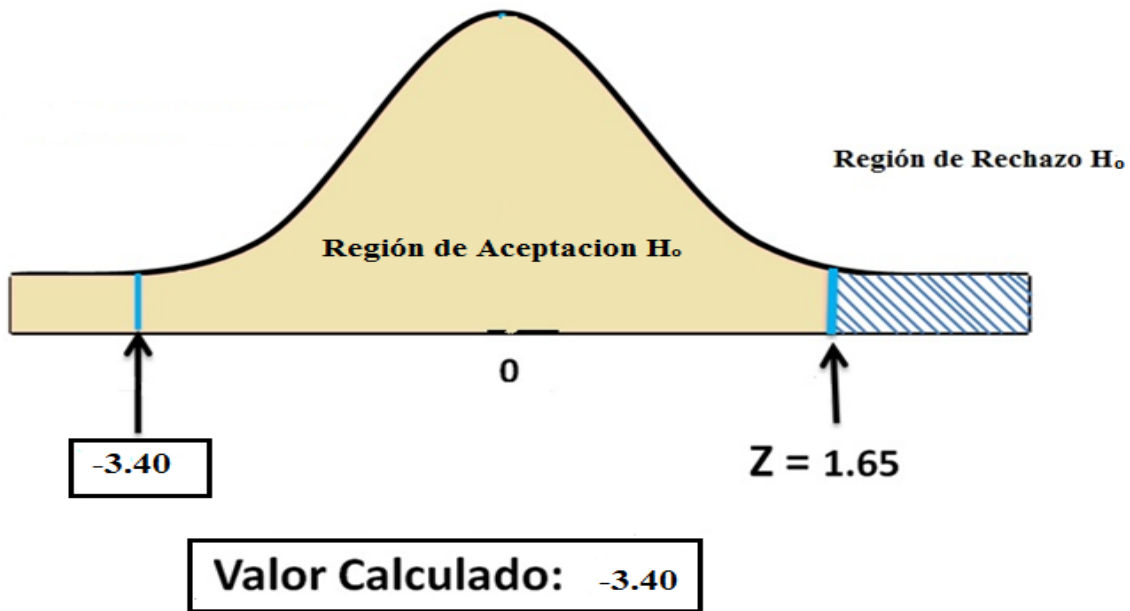 Región de Rechazo Hₒ
Región de Aceptacion Hₒ
0
-3.40
Z = 1.65
Valor Calculado: -3.40